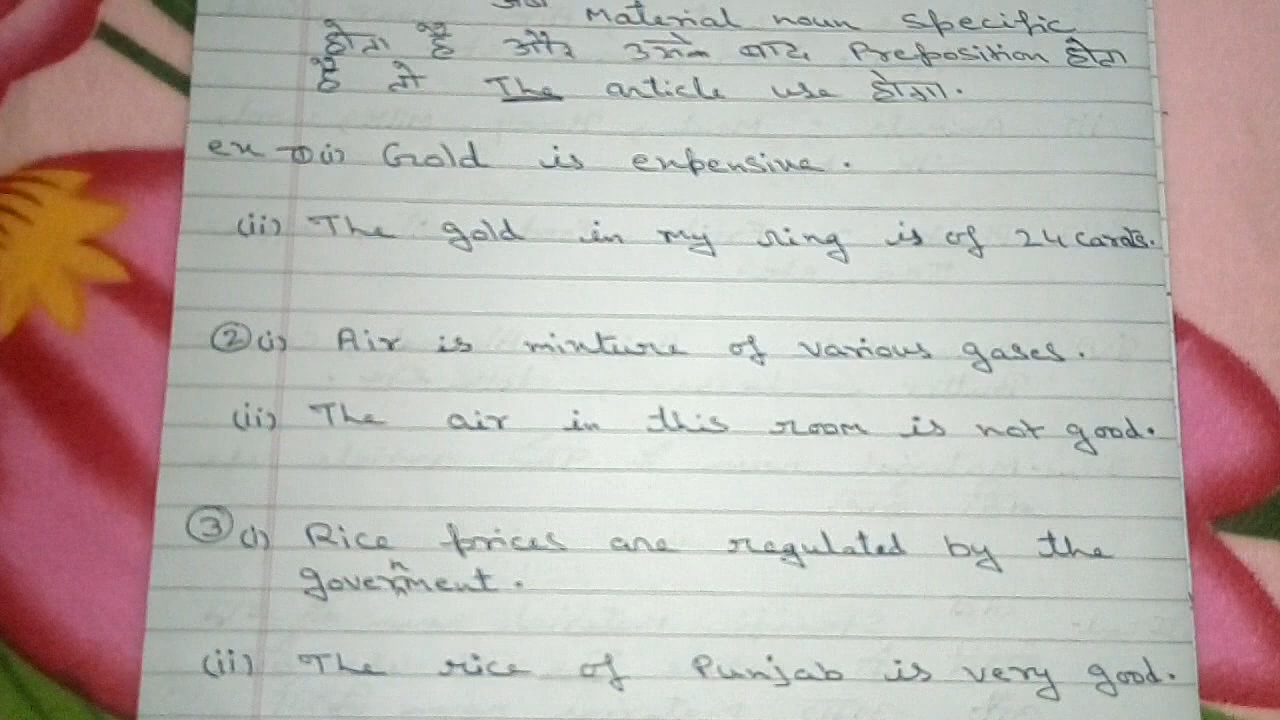 Material noun specific
होता है और उसके बाद Preposition होता
है तो The article use होगा.
ex → ① (i) Gold is expensive.
(ii) The gold in my ring is of 24 carats.
② (i) Air is mixture of various gases.
(ii) The air in this room is not good.
③ (i) Rice prices are regulated by the
government.
(ii) The rice of Punjab is very good.